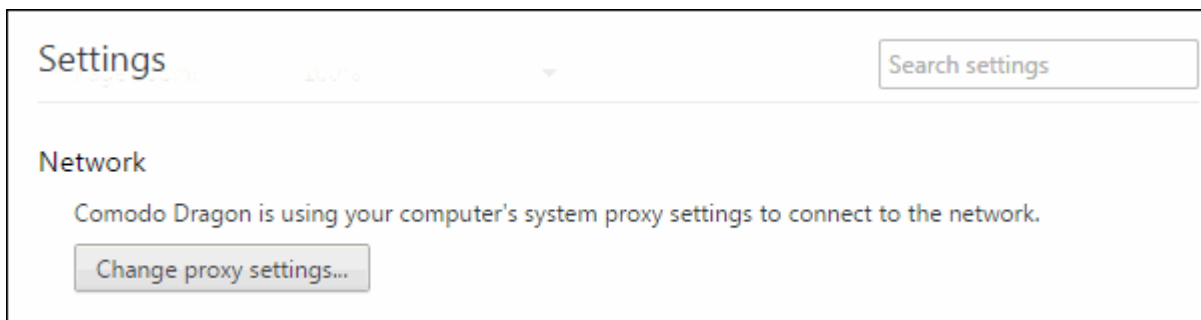 Settings
Search settings
Network
Comodo Dragon is using your computer's system proxy settings to connect to the network.
Change proxy settings...